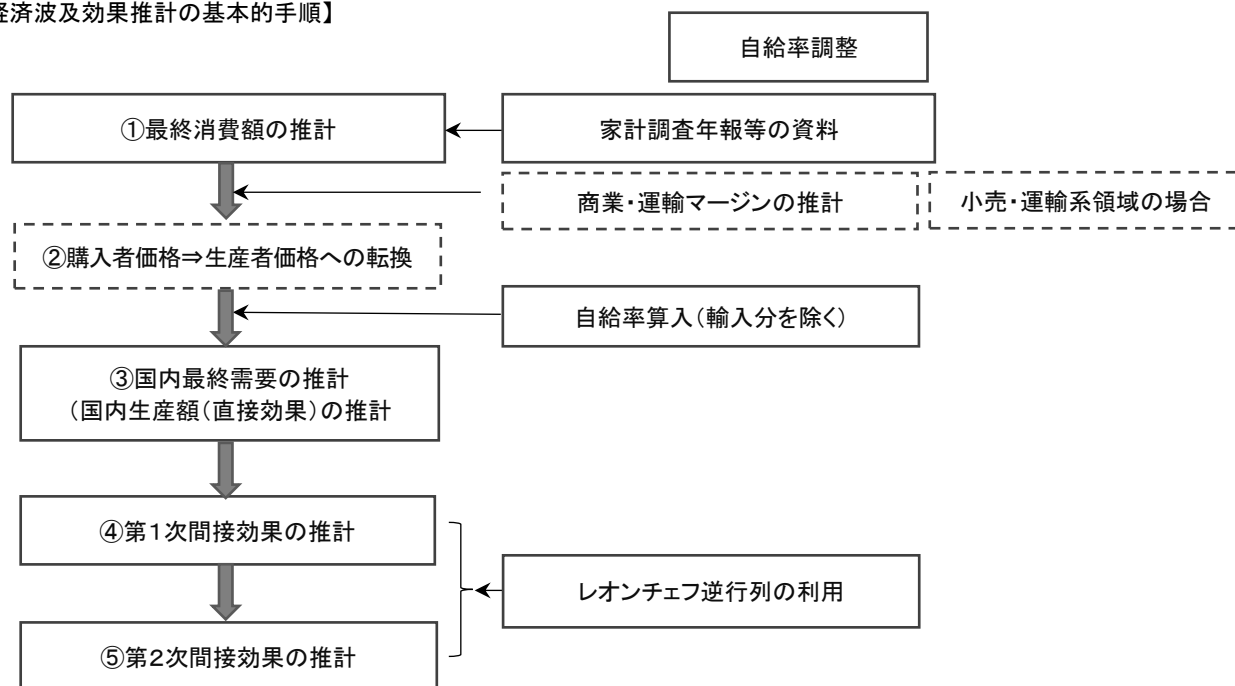 経済波及効果推計の基本的手順】
自給率調整
①最終消費額の推計
家計調査年報等の資料
商業・運輸マージンの推計
小売・運輸系領域の場合
②購入者価格⇒生産者価格への転換
自給率算入(輸入分を除く)
③国内最終需要の推計
(国内生産額(直接効果)の推計
④第1次間接効果の推計
レオンチェフ逆行列の利用
⑤第2次間接効果の推計